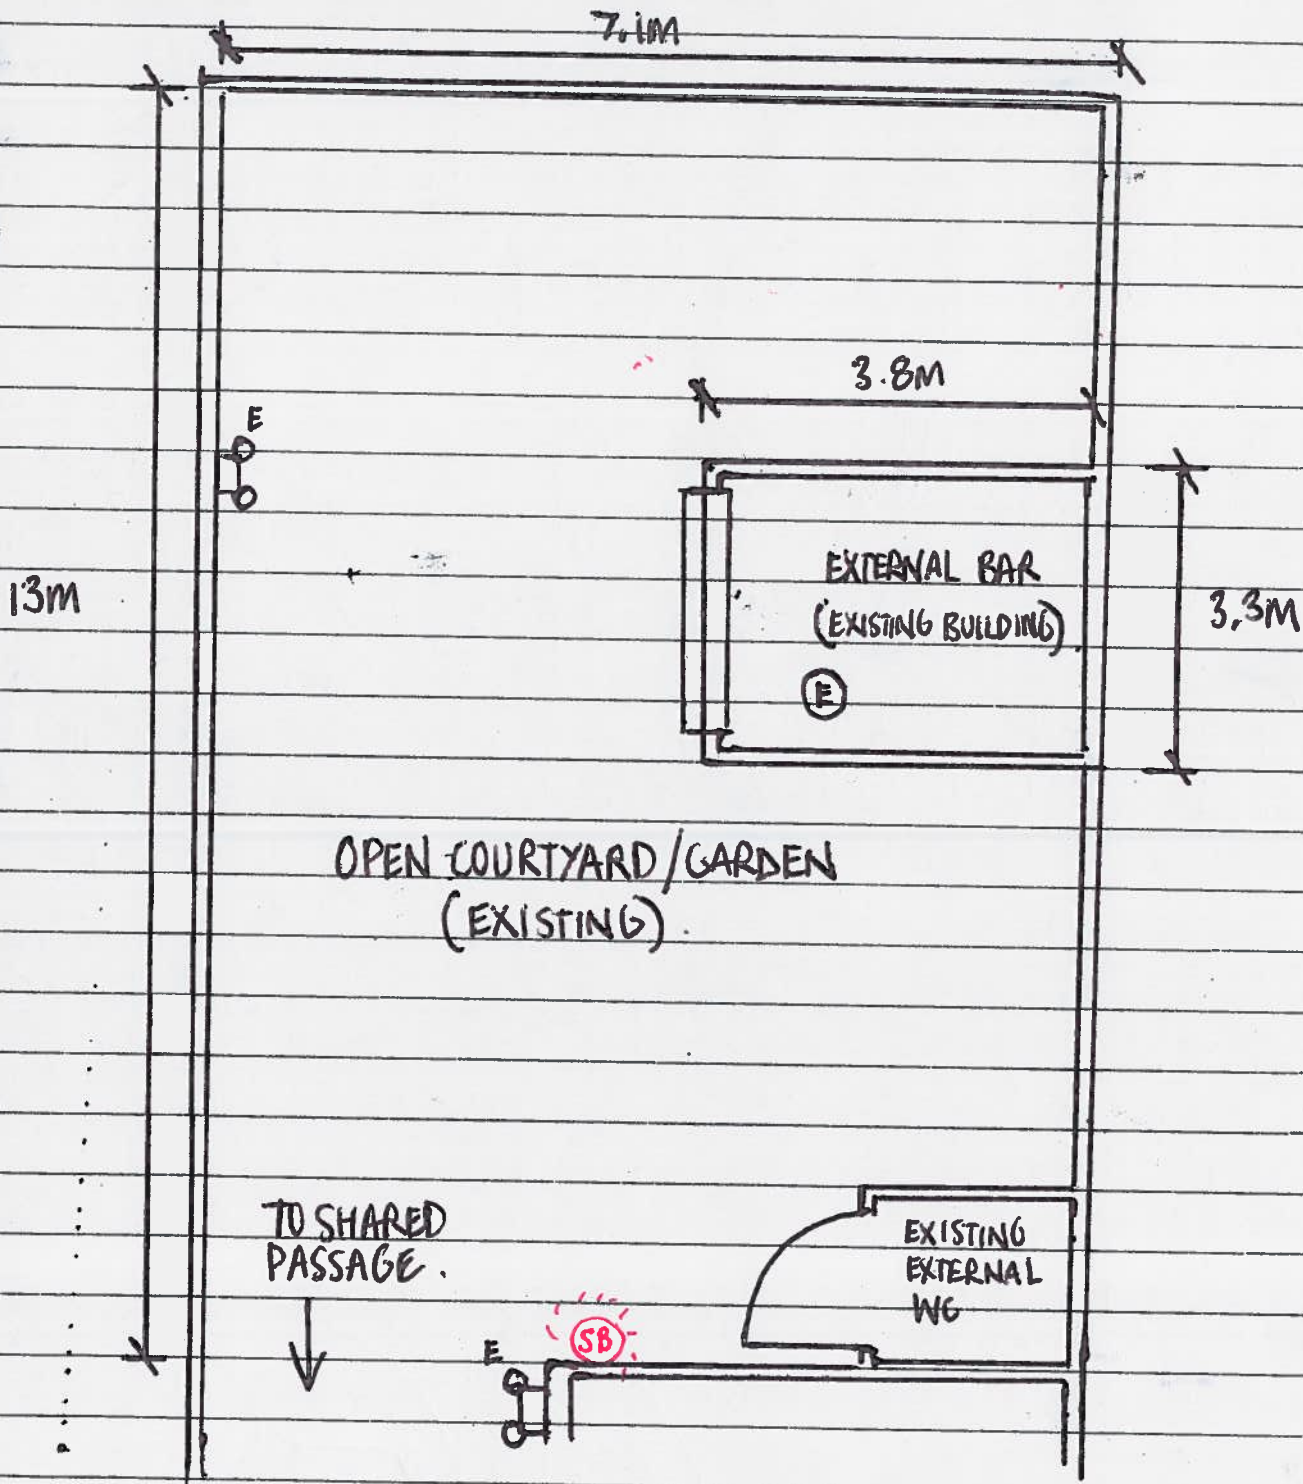 7.1M
3.8M
E
EXTERNAL BAR
(EXISTING BUILDING)
13M
3.3M
E
OPEN COURTYARD/GARDEN
(EXISTING).
TO SHARED
PASSAGE.
EXISTING
EXTERNAL
WC
SB
E